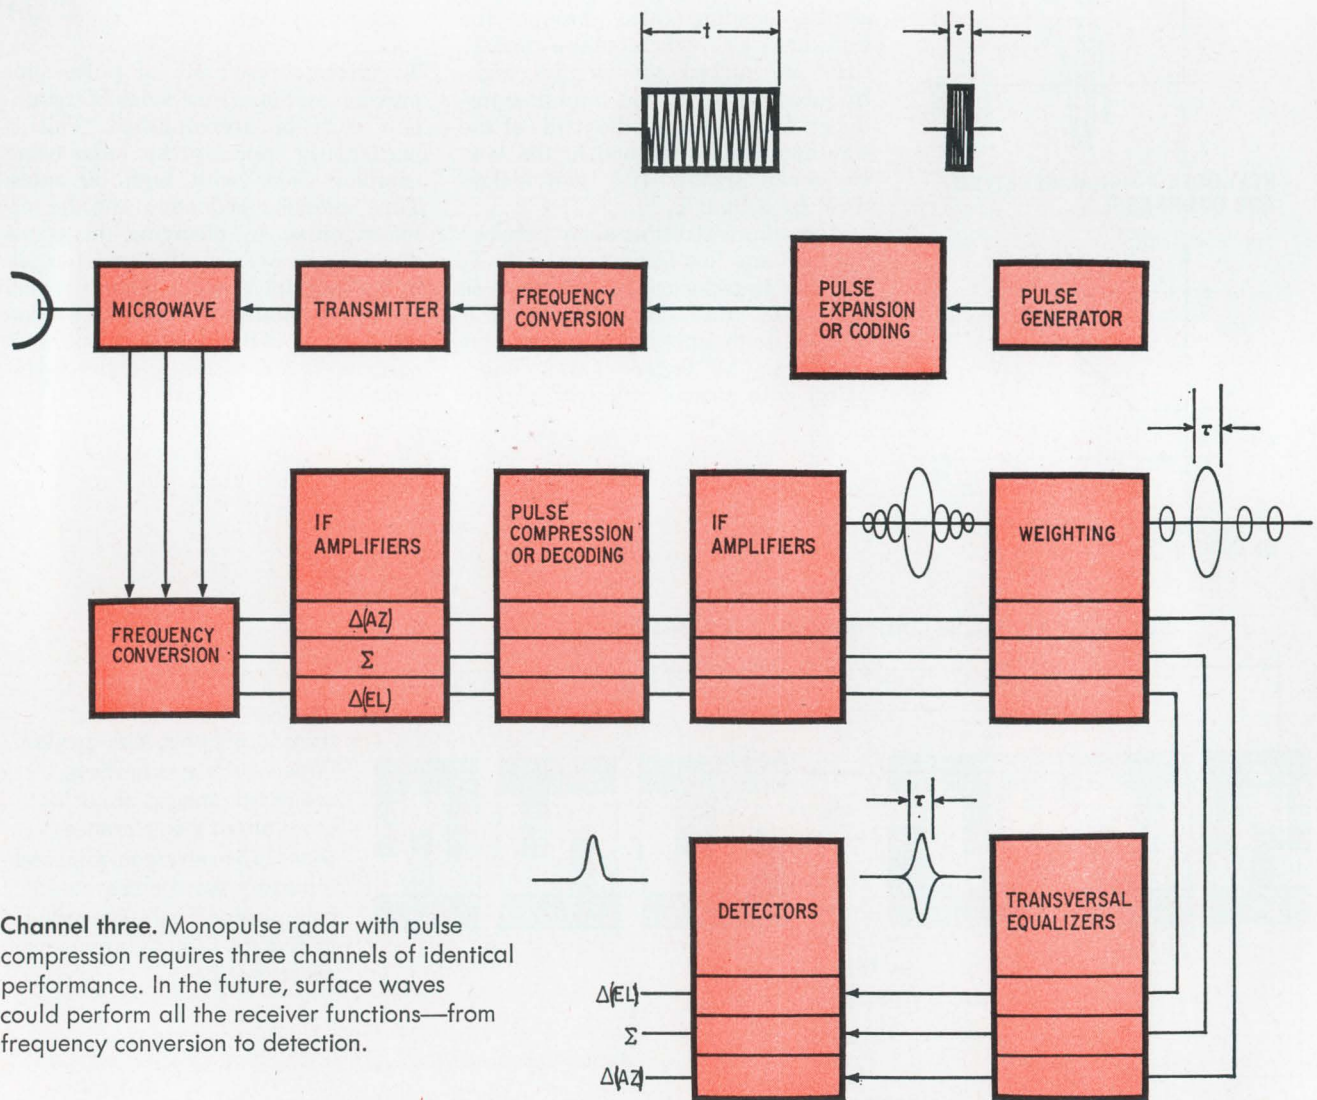 t
τ
MICROWAVE
TRANSMITTER
FREQUENCY
CONVERSION
PULSE
EXPANSION
OR CODING
PULSE
GENERATOR
τ
IF
AMPLIFIERS
PULSE
COMPRESSION
OR DECODING
IF
AMPLIFIERS
WEIGHTING
FREQUENCY
CONVERSION
Δ(AZ)
Σ
Δ(EL)
τ
DETECTORS
TRANSVERSAL
EQUALIZERS
Δ(EL)
Σ
Δ(AZ)
Channel three. Monopulse radar with pulse
compression requires three channels of identical
performance. In the future, surface waves
could perform all the receiver functions—from
frequency conversion to detection.